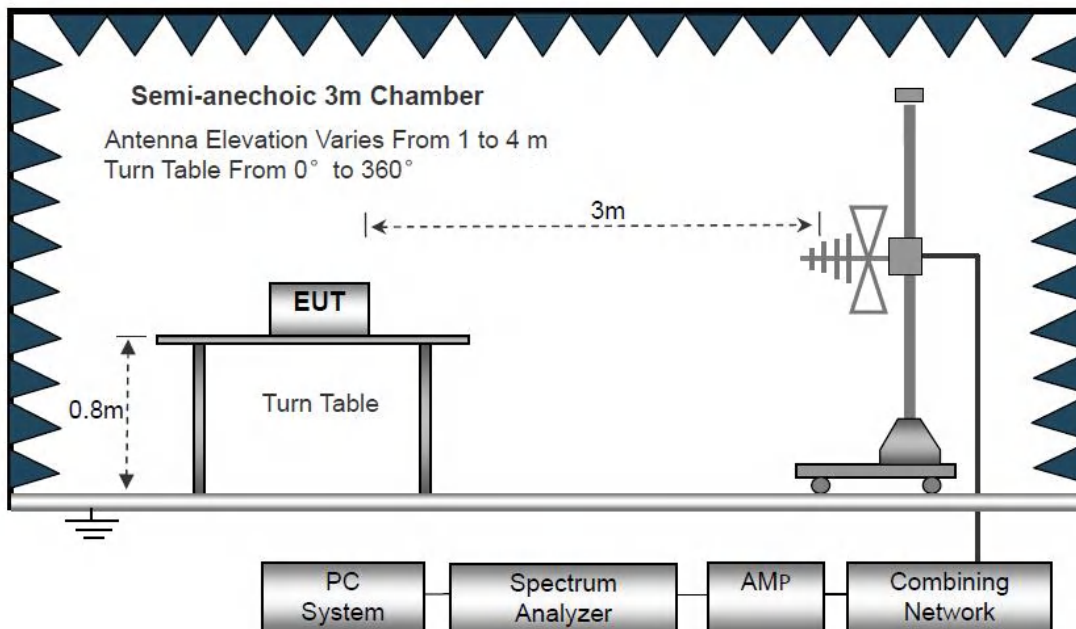 Semi-anechoic 3m Chamber
Antenna Elevation Varies From 1 to 4 m
Turn Table From 0° to 360°
3m
EUT
0.8m
Turn Table
PC
System
Spectrum
Analyzer
AMP
Combining
Network